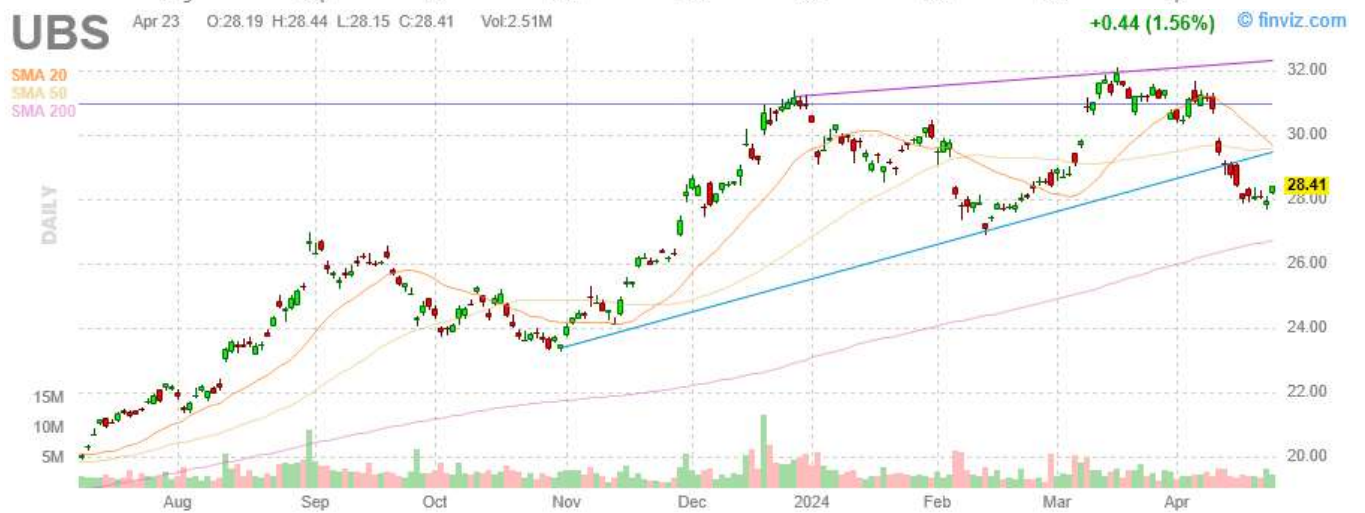 UBS Apr 23 O:28.19 H:28.44 L:28.15 C:28.41 Vol:2.51M +0.44 (1.56%) © finviz.com
SMA 20
SMA 50
SMA 200
DAILY
32.00
30.00
28.41
28.00
26.00
24.00
22.00
20.00
15M
10M
5M
Aug Sep Oct Nov Dec 2024 Feb Mar Apr